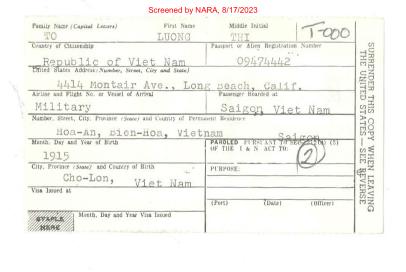 Screened by NARA, 8/17/2023
Family Name (Capital Letters) First Name Middle Initial
TO LUONG THI
T-000
Country of Citizenship Passport or Alien Registration Number
Republic of Viet Nam 09474442
United States Address (Number, Street, City and State)
4414 Montair Ave., Long Beach, Calif.
Airline and Flight No. or Vessel of Arrival Passenger Boarded at
Military Saigon, Viet Nam
Number, Street, City, Province (State) and Country of Permanent Residence
Hoa-An, Bien-Hoa, Vietnam Saigon
Month, Day and Year of Birth
1915
PAROLED PURSUANT TO SEC. 212(d) (5)
OF THE I & N ACT TO:
2
PURPOSE:
City, Province (State) and Country of Birth
Cho-Lon, Viet Nam
Visa Issued at
(Port) (Date) (Officer)
STAPLE
HERE
Month, Day and Year Visa Issued
SURRENDER THIS COPY WHEN LEAVING
THE UNITED STATES — SEE REVERSE